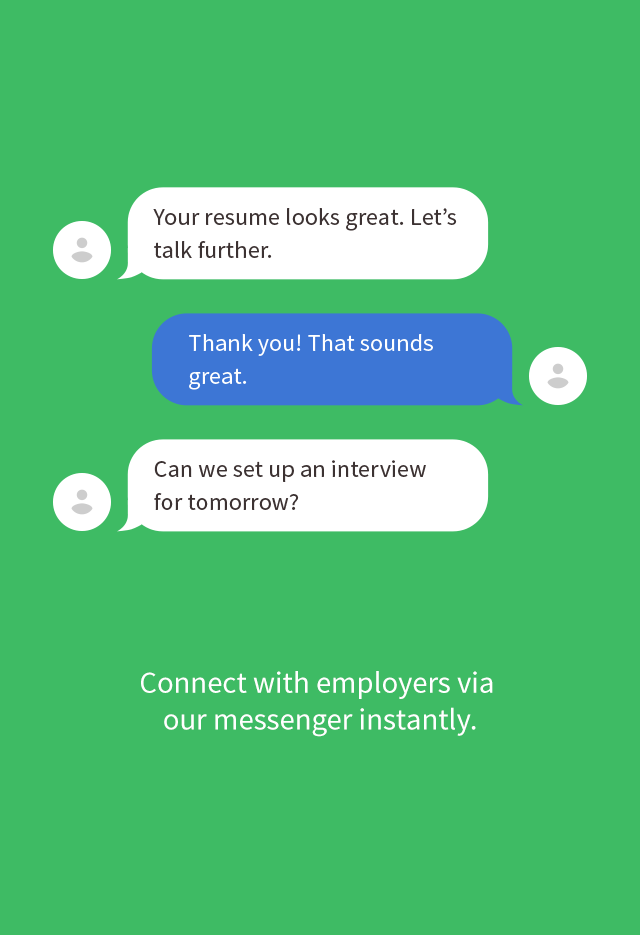 Your resume looks great. Let’s
talk further.
Thank you! That sounds
great.
Can we set up an interview
for tomorrow?
Connect with employers via
our messenger instantly.